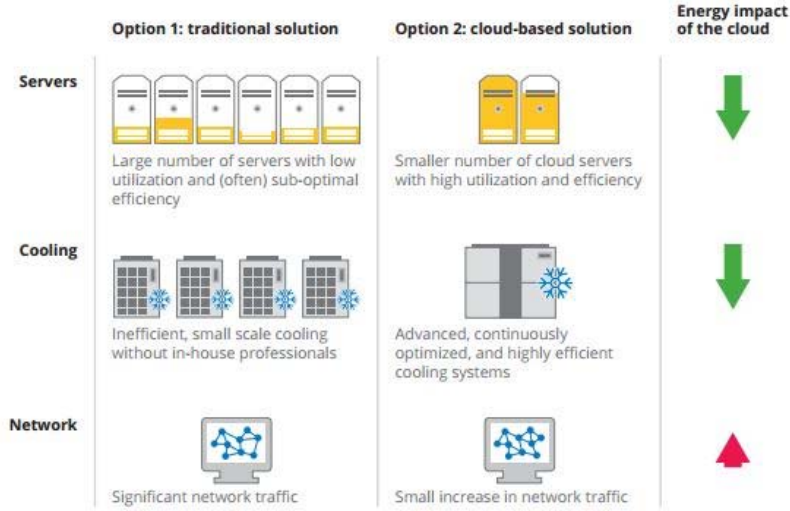 Energy impact
of the cloud
Option 1: traditional solution
Option 2: cloud-based solution
Servers
Large number of servers with low
utilization and (often) sub-optimal
efficiency
Smaller number of cloud servers
with high utilization and efficiency
Cooling
Inefficient, small scale cooling
without in-house professionals
Advanced, continuously
optimized, and highly efficient
cooling systems
Network
Significant network traffic
Small increase in network traffic